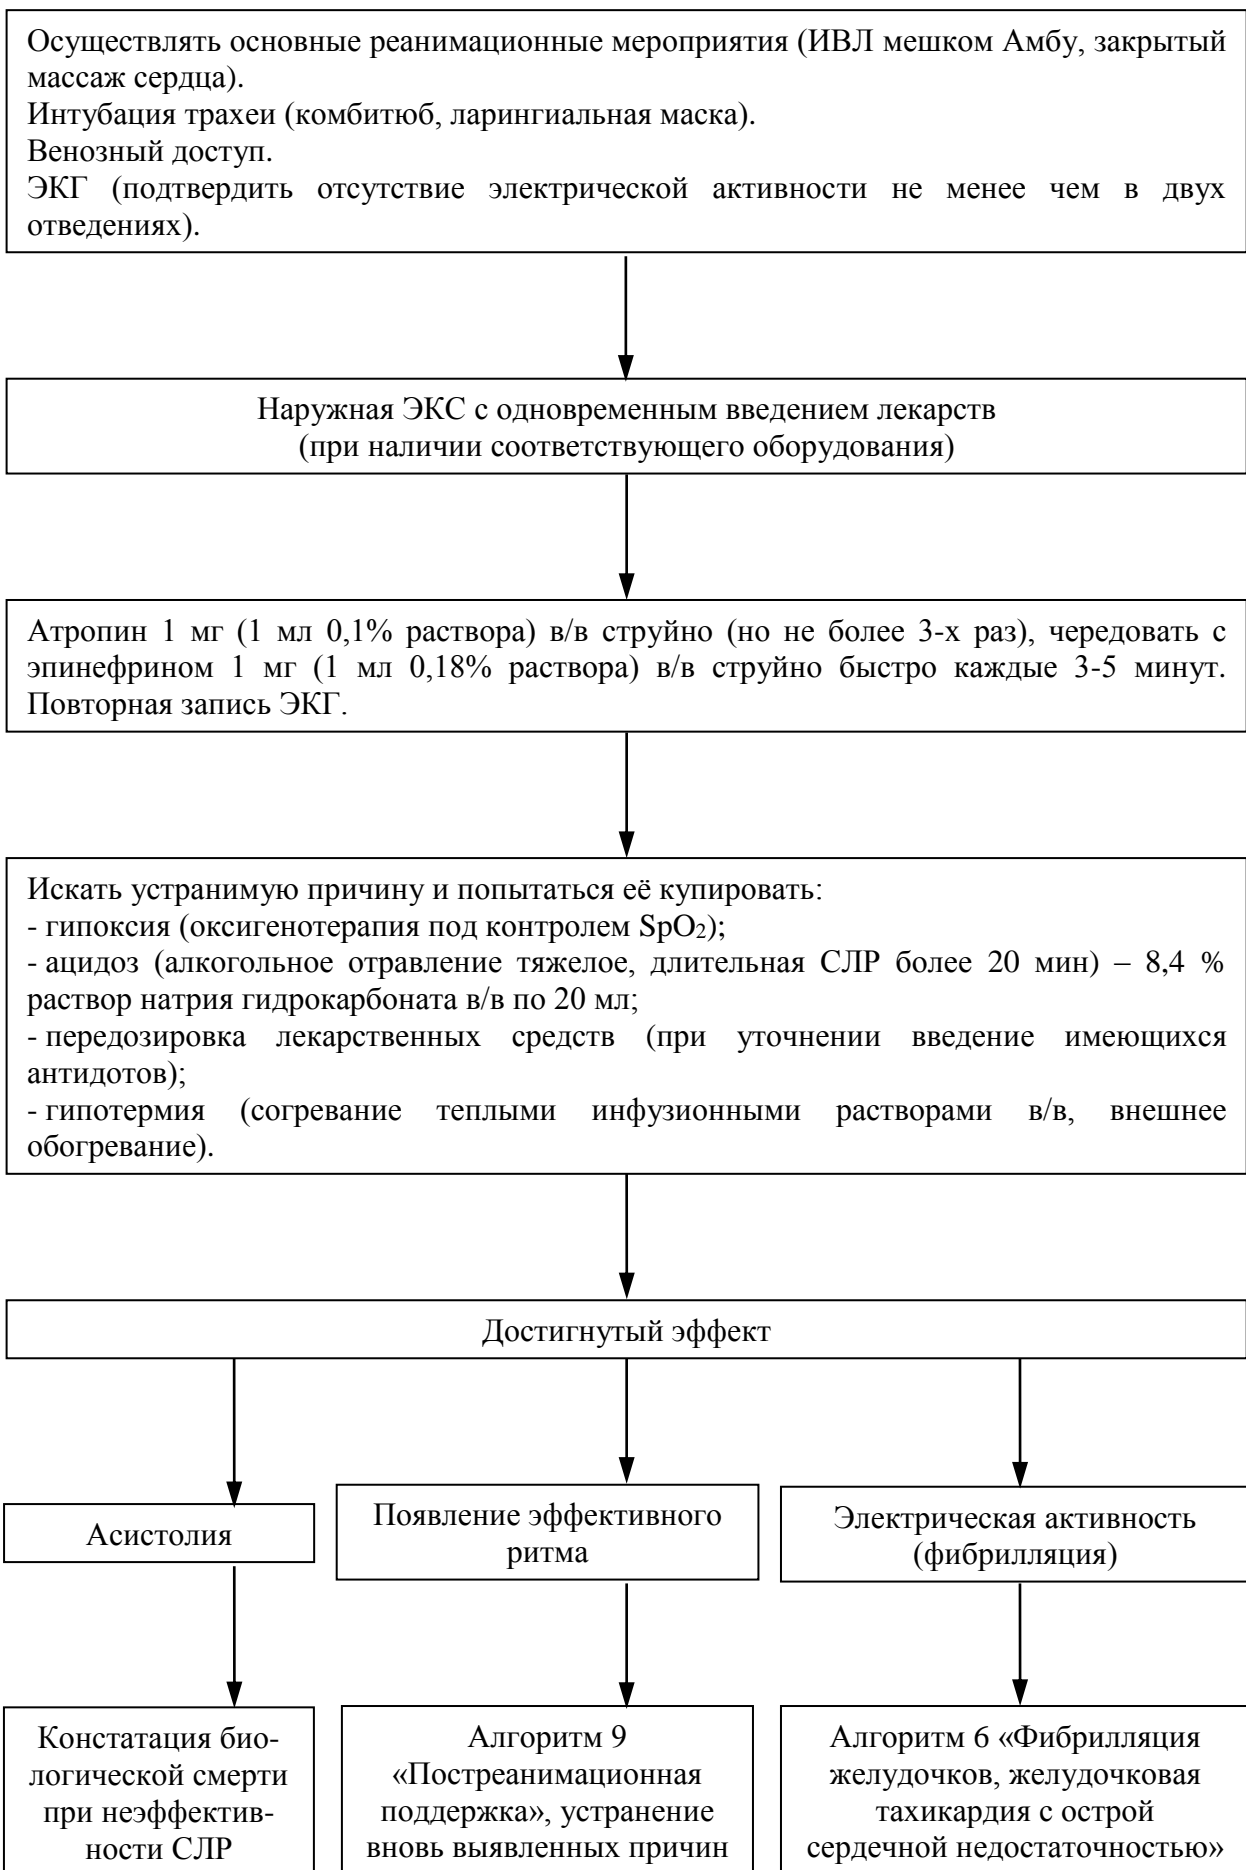 Осуществлять основные реанимационные мероприятия (ИВЛ мешком Амбу, закрытый
массаж сердца).
Интубация трахеи (комбитюб, ларингиальная маска).
Венозный доступ.
ЭКГ (подтвердить отсутствие электрической активности не менее чем в двух
отведениях).
Наружная ЭКС с одновременным введением лекарств
(при наличии соответствующего оборудования)
Атропин 1 мг (1 мл 0,1% раствора) в/в струйно (но не более 3-х раз), чередовать с
эпинефрином 1 мг (1 мл 0,18% раствора) в/в струйно быстро каждые 3-5 минут.
Повторная запись ЭКГ.
Искать устранимую причину и попытаться её купировать:
- гипоксия (оксигенотерапия под контролем SpO₂);
- ацидоз (алкогольное отравление тяжелое, длительная СЛР более 20 мин) – 8,4 %
раствор натрия гидрокарбоната в/в по 20 мл;
- передозировка лекарственных средств (при уточнении введение имеющихся
антидотов);
- гипотермия (согревание теплыми инфузионными растворами в/в, внешнее
обогревание).
Достигнутый эффект
Асистолия
Появление эффективного
ритма
Электрическая активность
(фибрилляция)
Констатация био-
логической смерти
при неэффектив-
ности СЛР
Алгоритм 9
«Постреанимационная
поддержка», устранение
вновь выявленных причин
Алгоритм 6 «Фибрилляция
желудочков, желудочковая
тахикардия с острой
сердечной недостаточностью»